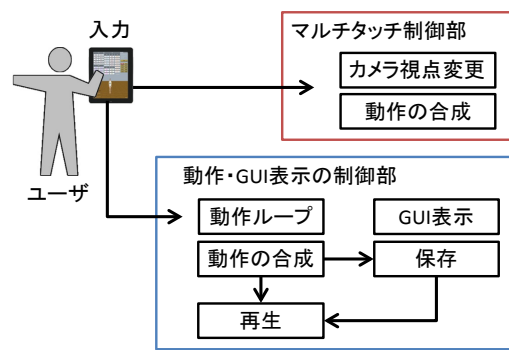 入力
マルチタッチ制御部
カメラ視点変更
動作の合成
ユーザ
動作・GUI表示の制御部
動作ループ
GUI表示
動作の合成
保存
再生